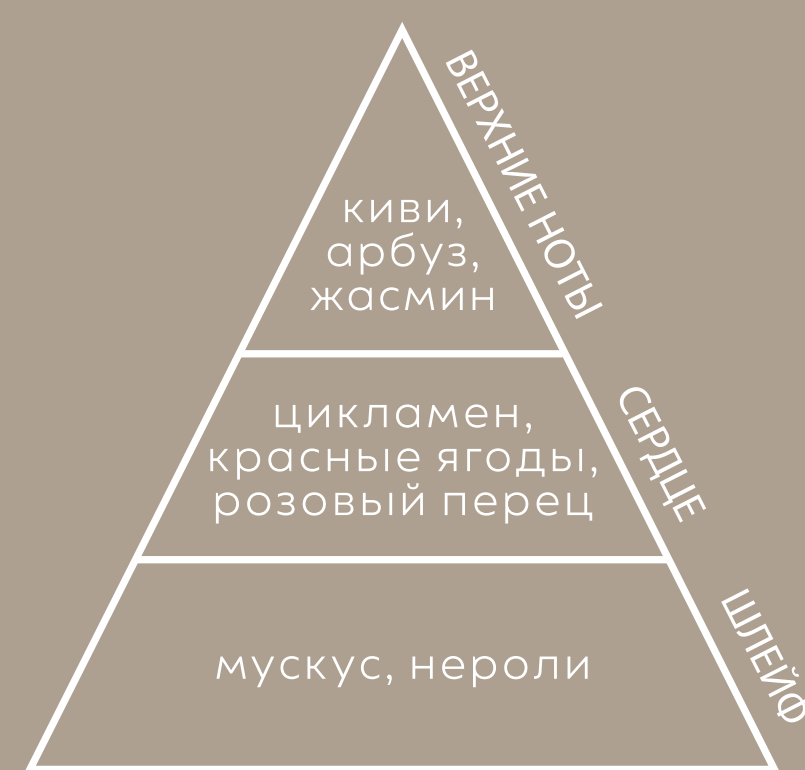 ВЕРХНИЕ НОТЫ
киви,
арбуз,
жасмин
СЕРДЦЕ
цикламен,
красные ягоды,
розовый перец
ШЛЕЙФ
мускус, нероли